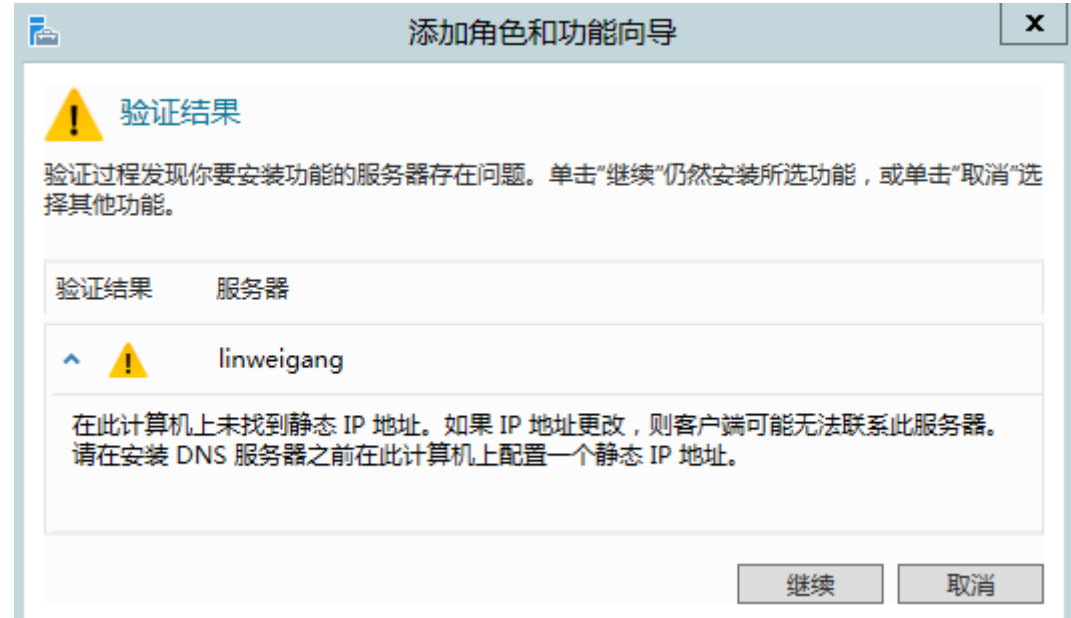 添加角色和功能向导
x
验证结果
验证过程发现你要安装功能的服务器存在问题。单击"继续"仍然安装所选功能，或单击"取消"选
择其他功能。
验证结果 服务器
linweigang
在此计算机上未找到静态 IP 地址。如果 IP 地址更改，则客户端可能无法联系此服务器。
请在安装 DNS 服务器之前在此计算机上配置一个静态 IP 地址。
继续 取消